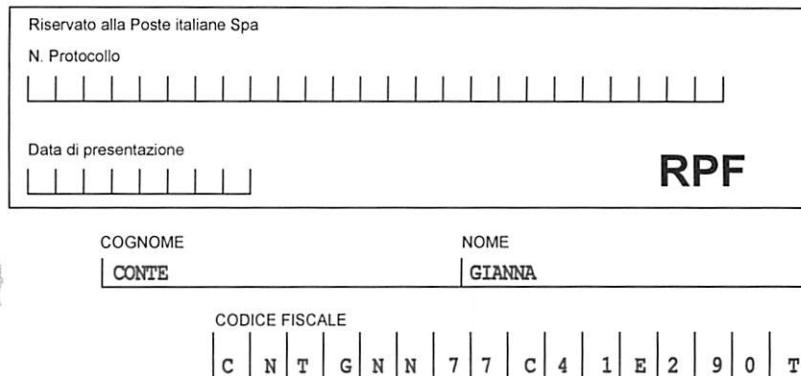 Riservato alla Poste italiane Spa
N. Protocollo
Data di presentazione
RPF
COGNOME NOME
CONTE GIANNA
CODICE FISCALE
C N T G N N 7 7 C 4 1 E 2 9 0 T